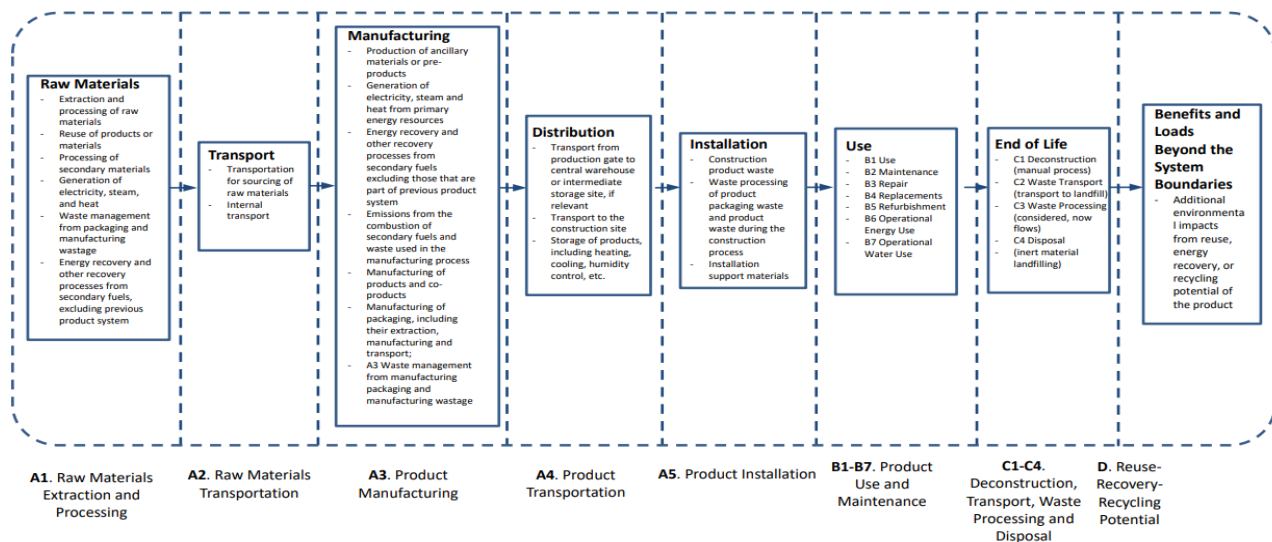 Raw Materials
- Extraction and
processing of raw
materials
- Reuse of products or
materials
- Processing of
secondary materials
- Generation of
electricity, steam,
and heat
- Waste management
from packaging and
manufacturing
wastage
- Energy recovery and
other recovery
processes from
secondary fuels,
excluding previous
product system
Transport
- Transportation
for sourcing of
raw materials
- Internal
transport
Manufacturing
- Production of ancillary
materials or pre-
products
- Generation of
electricity, steam and
heat from primary
energy resources
- Energy recovery and
other recovery
processes from
secondary fuels
excluding those that are
part of previous product
system
- Emissions from the
combustion of
secondary fuels and
waste used in the
manufacturing process
- Manufacturing of
products and co-
products
- Manufacturing of
packaging, including
their extraction,
manufacturing and
transport;
- A3 Waste management
from manufacturing
packaging and
manufacturing wastage
Distribution
- Transport from
production gate to
central warehouse
or intermediate
storage site, if
relevant
- Transport to the
construction site
- Storage of products,
including heating,
cooling, humidity
control, etc.
Installation
- Construction
product waste
- Waste processing of
product packaging
waste and product
waste during the
construction
process
- Installation
support materials
Use
- B1 Use
- B2 Maintenance
- B3 Repair
- B4 Replacements
- B5 Refurbishment
- B6 Operational
Energy Use
- B7 Operational
Water Use
End of Life
- C1 Deconstruction
(manual process)
- C2 Waste Transport
(transport to landfill)
- C3 Waste Processing
(considered, now
flows)
- C4 Disposal
- (inert material
landfilling)
Benefits and
Loads
Beyond the
System
Boundaries
- Additional
environmenta
l impacts
from reuse,
energy
recovery, or
recycling
potential of
the product
A1. Raw Materials
Extraction and
Processing
A2. Raw Materials
Transportation
A3. Product
Manufacturing
A4. Product
Transportation
A5. Product Installation
B1-B7. Product
Use and
Maintenance
C1-C4.
Deconstruction,
Transport, Waste
Processing and
Disposal
D. Reuse-
Recovery-
Recycling
Potential